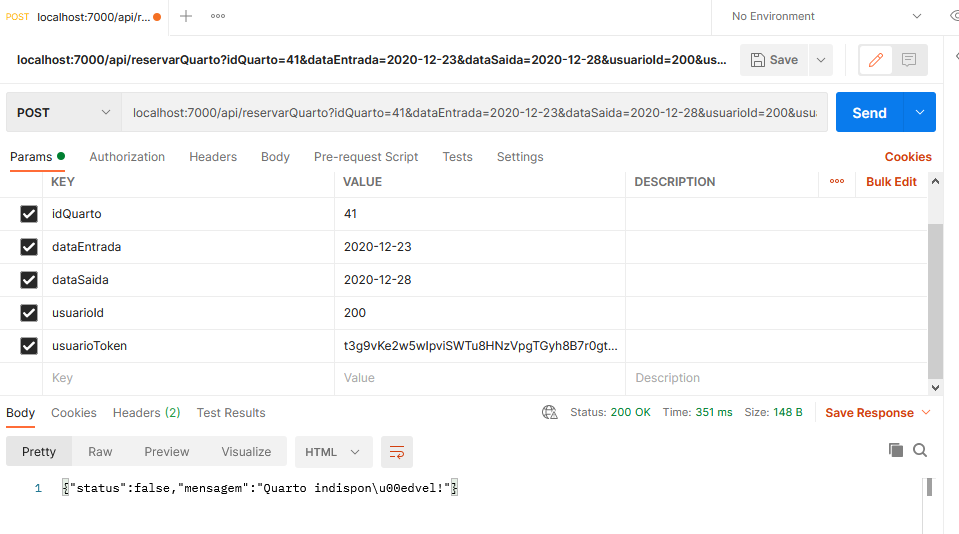 POST localhost:7000/api/r... No Environment
localhost:7000/api/reservarQuarto?idQuarto=41&dataEntrada=2020-12-23&dataSaida=2020-12-28&usuarioId=200&us... Save
POST localhost:7000/api/reservarQuarto?idQuarto=41&dataEntrada=2020-12-23&dataSaida=2020-12-28&usuarioId=200&usu Send
Params Authorization Headers Body Pre-request Script Tests Settings Cookies
KEY VALUE DESCRIPTION Bulk Edit
idQuarto 41
dataEntrada 2020-12-23
dataSaida 2020-12-28
usuarioId 200
usuarioToken t3g9vKe2w5wIpviSWTu8HNzVpgTGyh8B7r0gt...
Key Value Description
Body Cookies Headers (2) Test Results Status: 200 OK Time: 351 ms Size: 148 B Save Response
Pretty Raw Preview Visualize HTML
1 {"status":false,"mensagem":"Quarto indispon\u00edvel!"}